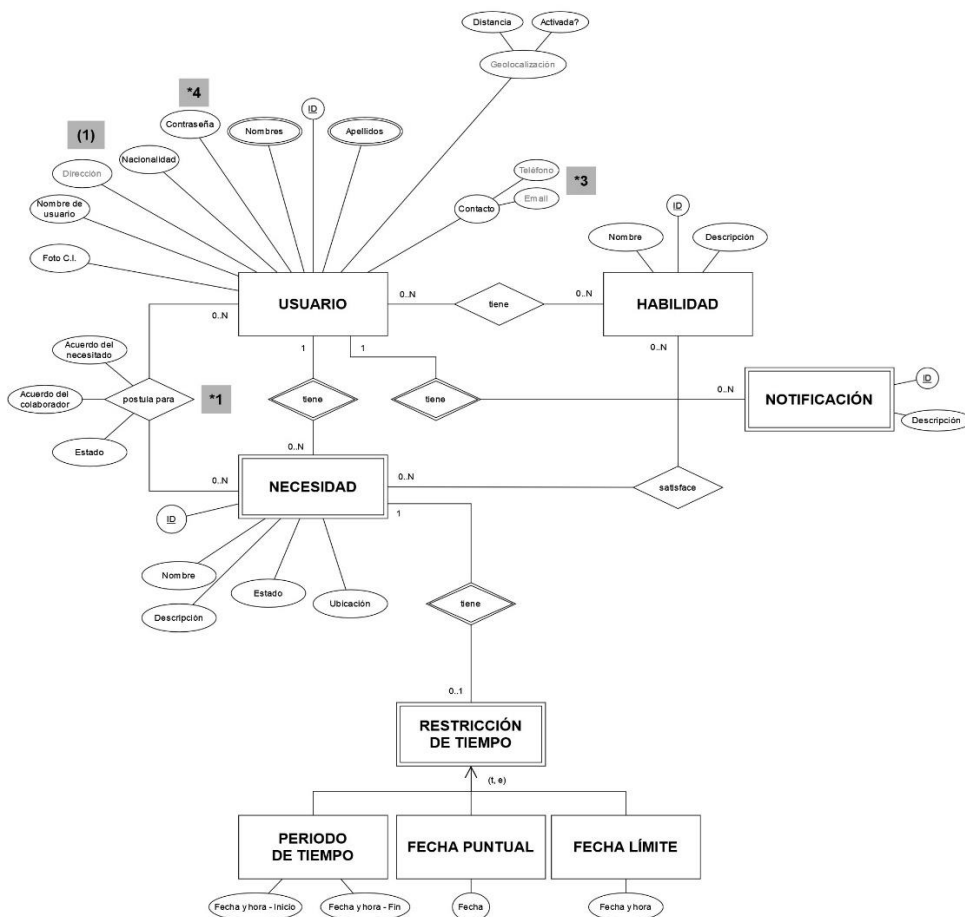 Distancia
Activada?
Geolocalización
*4
ID
Contraseña
Nombres
Apellidos
(1)
Nacionalidad
Dirección
Teléfono
*3
Contacto
Email
Nombre de
usuario
ID
Nombre
Descripción
Foto C.I.
USUARIO
0..N
tiene
0..N
HABILIDAD
0..N
1
1
0..N
Acuerdo del
necesitado
ID
Acuerdo del
colaborador
postula para
*1
tiene
tiene
0..N
NOTIFICACIÓN
Descripción
Estado
0..N
0..N
NECESIDAD
0..N
satisface
ID
1
Nombre
Estado
Ubicación
Descripción
tiene
0..1
RESTRICCIÓN
DE TIEMPO
(t, e)
PERIODO
DE TIEMPO
FECHA PUNTUAL
FECHA LÍMITE
Fecha y hora - inicio
Fecha y hora - Fin
Fecha
Fecha y hora